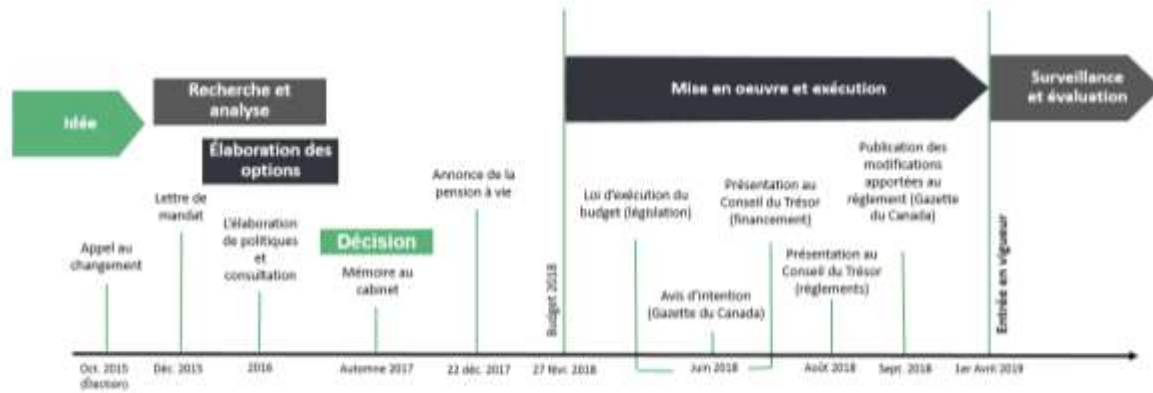 Idée
Recherche et
analyse
Élaboration des
options
Décision
Mise en oeuvre et exécution
Surveillance
et évaluation
Appel au
changement
Lettre de
mandat
L'élaboration
de politiques
et
consultation
Mémoire au
cabinet
Annonce de la
pension à vie
Budget 2018
Loi d'exécution du
budget (législation)
Avis d'intention
(Gazette du Canada)
Présentation au
Conseil du Trésor
(financement)
Présentation au
Conseil du Trésor
(règlements)
Publication des
modifications
apportées au
règlement (Gazette
du Canada)
Entrée en vigueur
Oct. 2015
Déc. 2015
2016
Automne 2017
22 déc. 2017
27 févr. 2018
Juin 2018
Août 2018
Sept. 2018
1er Avril 2019